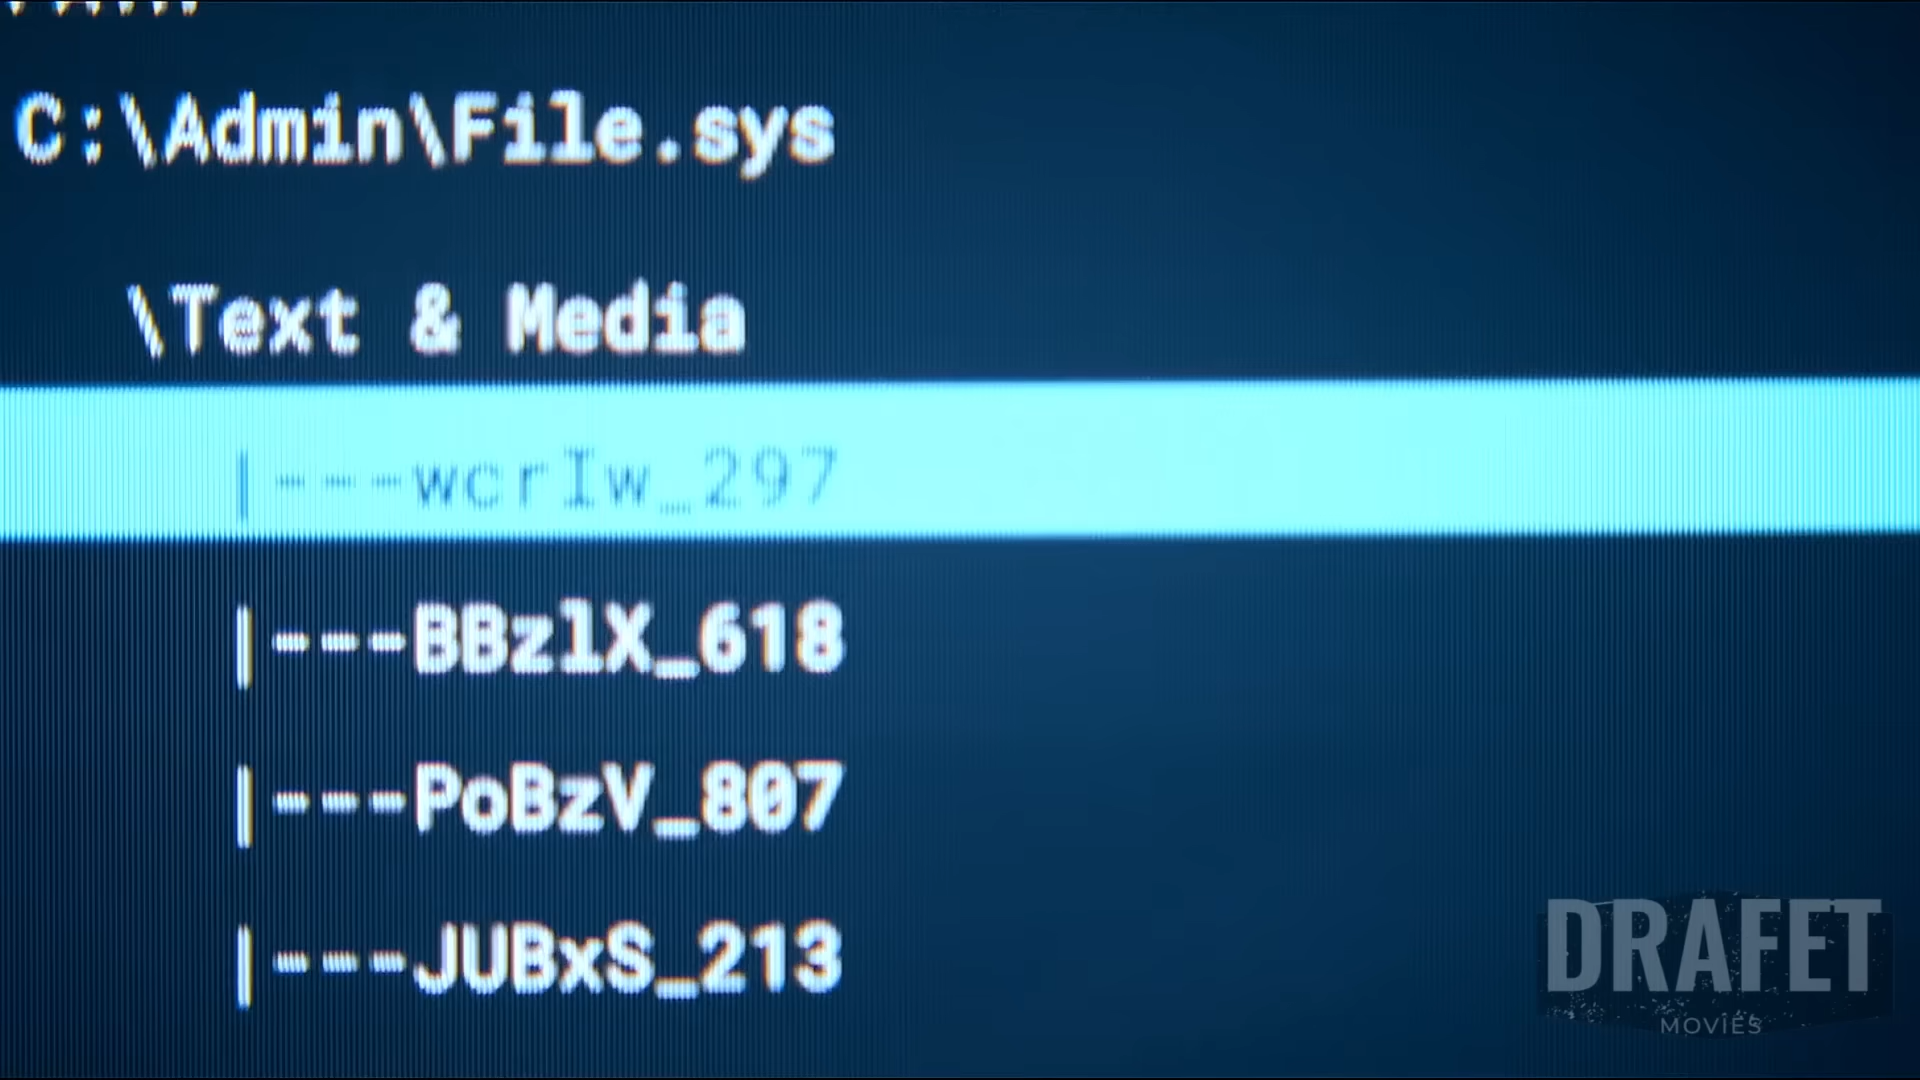 C:\Admin\File.sys
\Text & Media
|---wcrIw_297
|---BBzlX_618
|---PoBzV_807
|---JUBxS_213
DRAFET
MOVIES